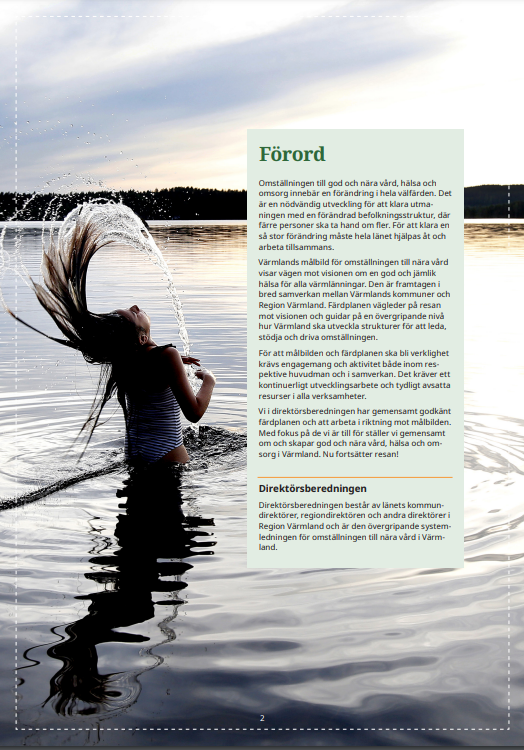 Förord
Omställningen till god och nära vård, hälsa och
omsorg innebär en förändring i hela välfärden. Det
är en nödvändig utveckling för att klara utma-
ningen med en förändrad befolkningsstruktur, där
färre personer ska ta hand om fler. För att klara en
så stor förändring måste hela länet hjälpas åt och
arbeta tillsammans.
Värmlands målbild för omställningen till nära vård
visar vägen mot visionen om en god och jämlik
hälsa för alla värmlänningar. Den är framtagen i
bred samverkan mellan Värmlands kommuner och
Region Värmland. Färdplanen vägleder på resan
mot visionen och guidar på en övergripande nivå
hur Värmland ska utveckla strukturer för att leda,
stödja och driva omställningen.
För att målbilden och färdplanen ska bli verklighet
krävs engagemang och aktivitet både inom res-
pektive huvudman och i samverkan. Det kräver ett
kontinuerligt utvecklingsarbete och tydligt avsatta
resurser i alla verksamheter.
Vi i direktörsberedningen har gemensamt godkänt
färdplanen och att arbeta i riktning mot målbilden.
Med fokus på de vi är till för ställer vi gemensamt
om och skapar god och nära vård, hälsa och om-
sorg i Värmland. Nu fortsätter resan!
Direktörsberedningen
Direktörsberedningen består av länets kommun-
direktörer, regiondirektören och andra direktörer i
Region Värmland och är den övergripande system-
ledningen för omställningen till nära vård i Värm-
land.
2